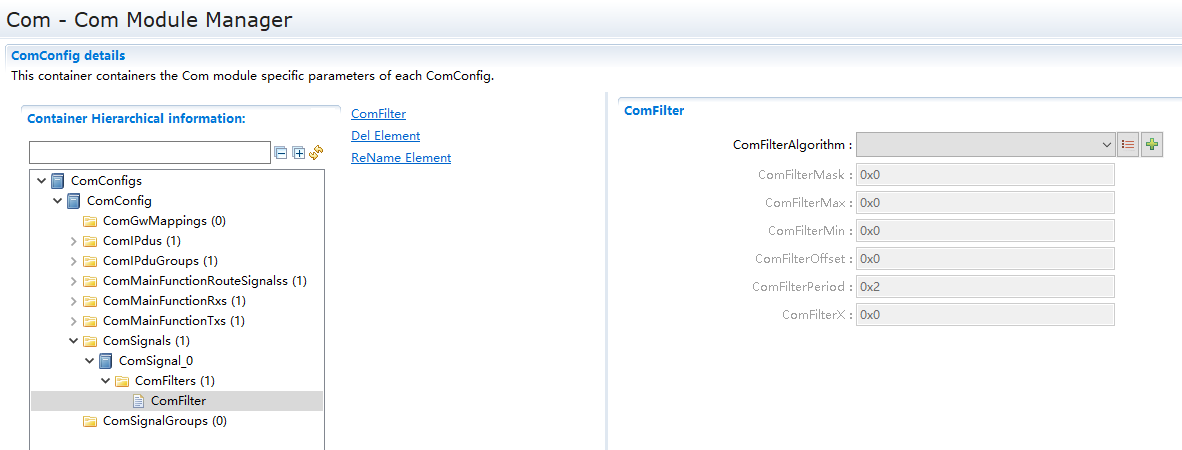 Com - Com Module Manager
ComConfig details
This container containers the Com module specific parameters of each ComConfig.
Container Hierarchical information:
ComFilter
Del Element
ReName Element
ComConfigs
ComConfig
ComGwMappings (0)
ComIPdus (1)
ComIPduGroups (1)
ComMainFunctionRouteSignalss (1)
ComMainFunctionRxs (1)
ComMainFunctionTxs (1)
ComSignals (1)
ComSignal_0
ComFilters (1)
ComFilter
ComSignalGroups (0)
ComFilter
ComFilterAlgorithm :
ComFilterMask : 0x0
ComFilterMax : 0x0
ComFilterMin : 0x0
ComFilterOffset : 0x0
ComFilterPeriod : 0x2
ComFilterX : 0x0